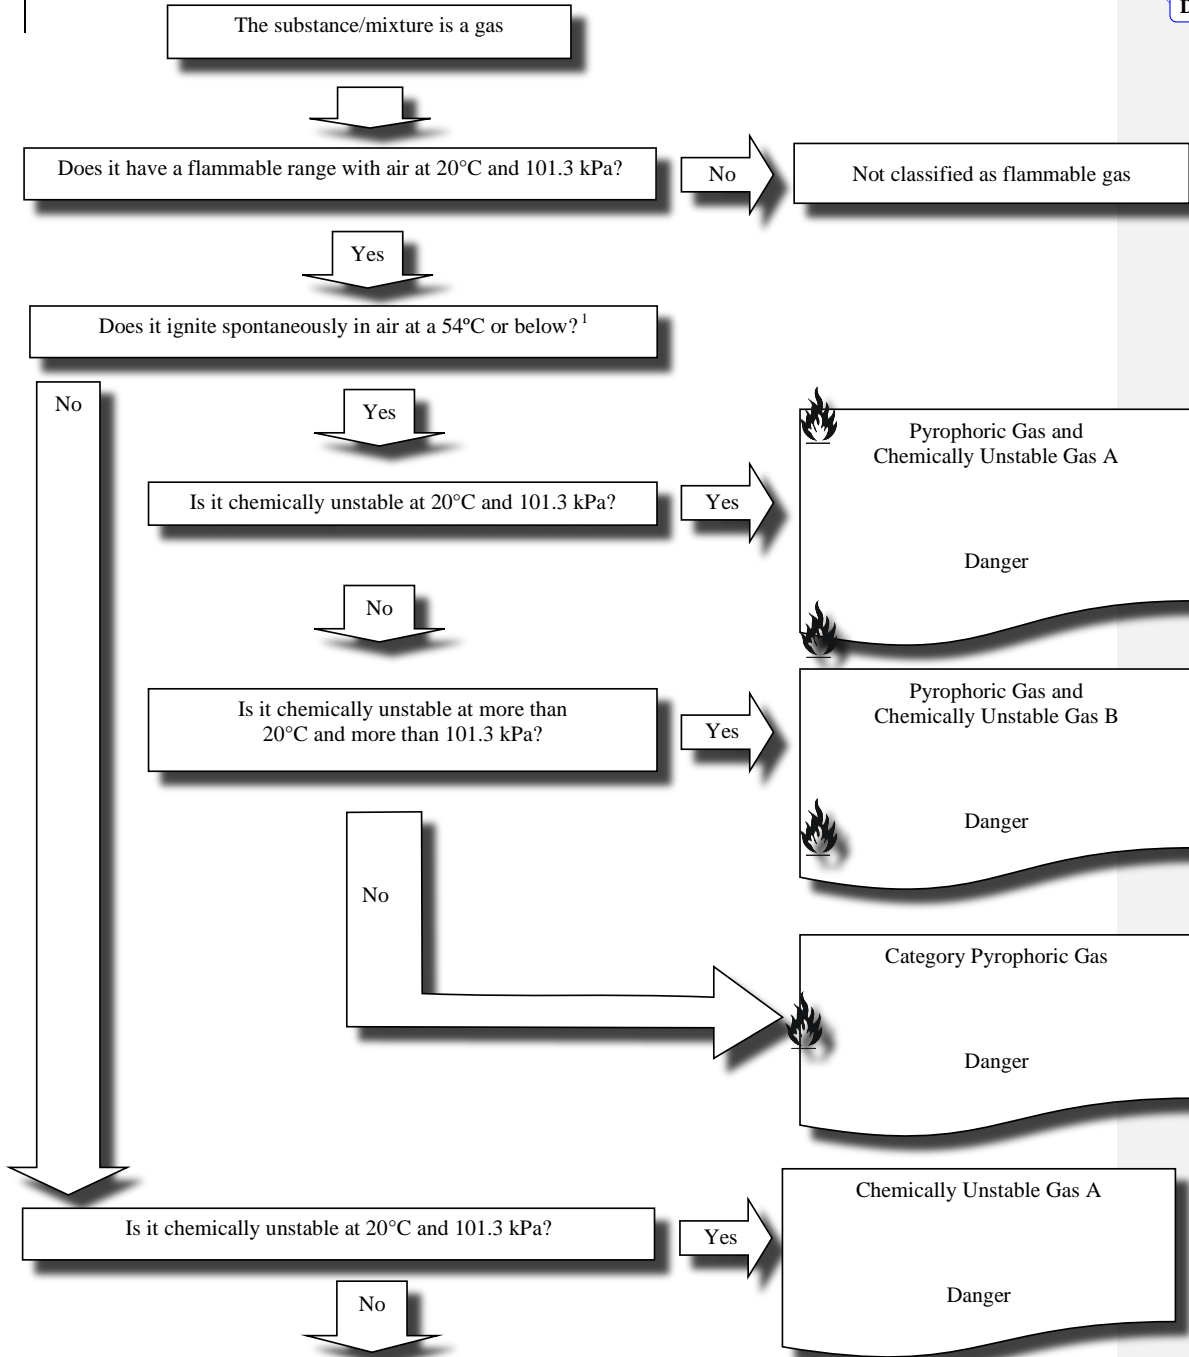 D
The substance/mixture is a gas
Does it have a flammable range with air at 20°C and 101.3 kPa?
No
Not classified as flammable gas
Yes
Does it ignite spontaneously in air at a 54ºC or below? 1
No
Yes
Pyrophoric Gas and
Chemically Unstable Gas A
Danger
Is it chemically unstable at 20°C and 101.3 kPa?
Yes
No
Is it chemically unstable at more than
20°C and more than 101.3 kPa?
Yes
Pyrophoric Gas and
Chemically Unstable Gas B
Danger
No
Category Pyrophoric Gas
Danger
Is it chemically unstable at 20°C and 101.3 kPa?
Yes
Chemically Unstable Gas A
Danger
No